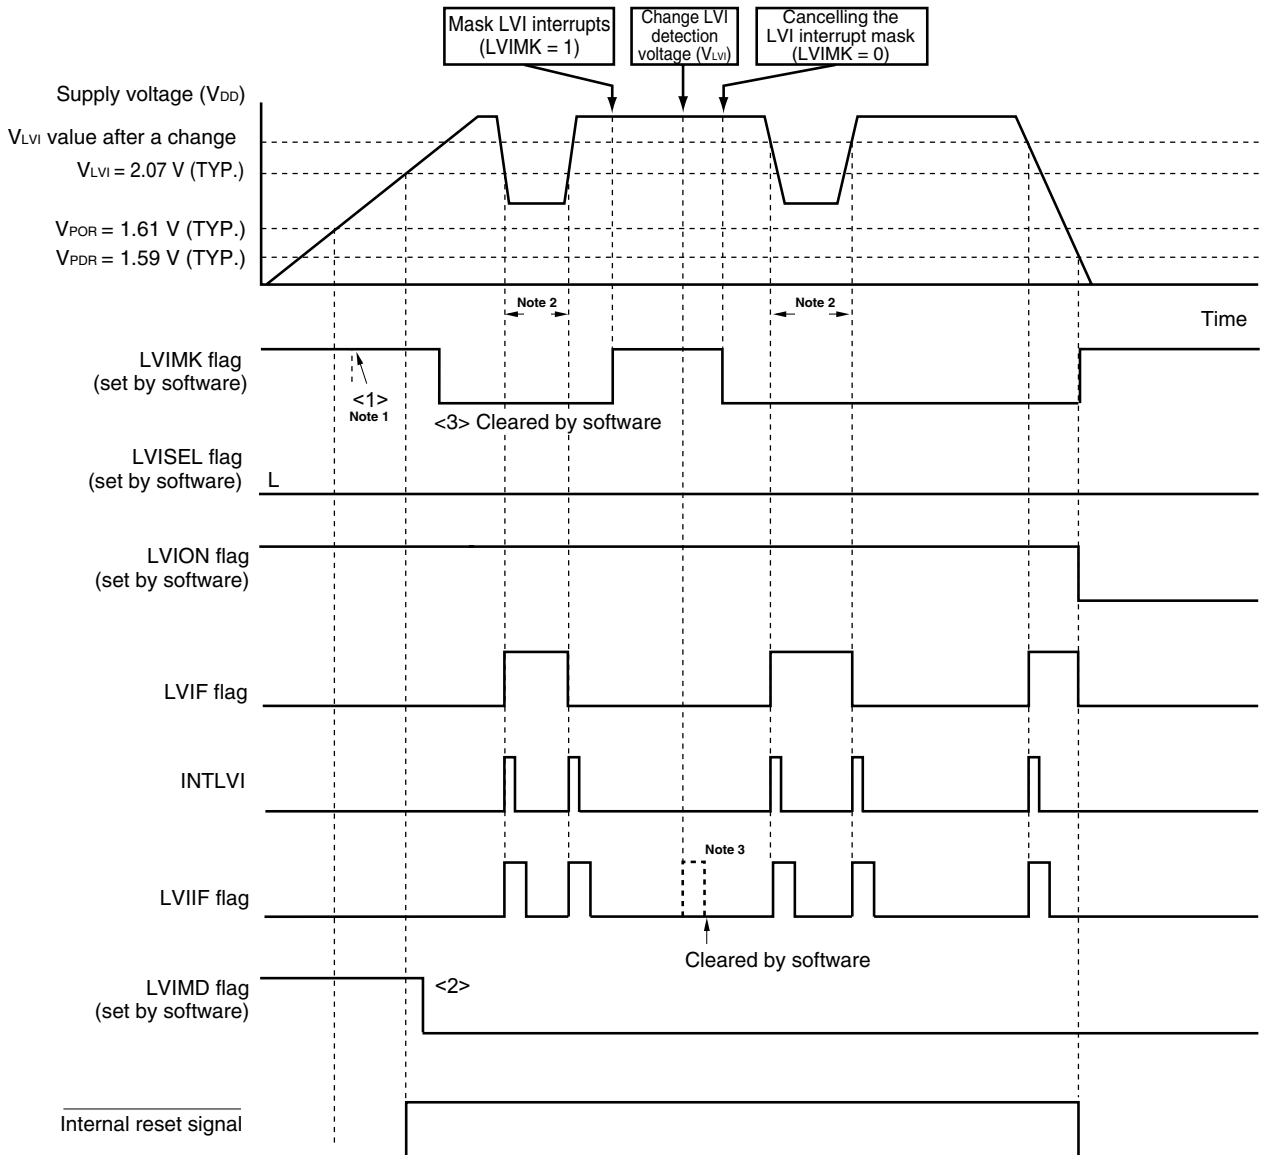 Mask LVI interrupts
(LVIMK = 1)
Change LVI
detection
voltage (VLVI)
Cancelling the
LVI interrupt mask
(LVIMK = 0)
Supply voltage (VDD)
VLVI value after a change
VLVI = 2.07 V (TYP.)
VPOR = 1.61 V (TYP.)
VPDR = 1.59 V (TYP.)
Note 2
Note 2
Time
LVIMK flag
(set by software)
<1>
Note 1
<3> Cleared by software
LVISEL flag
(set by software)
L
LVION flag
(set by software)
LVIF flag
INTLVI
Note 3
LVIIF flag
Cleared by software
LVIMD flag
(set by software)
<2>
Internal reset signal